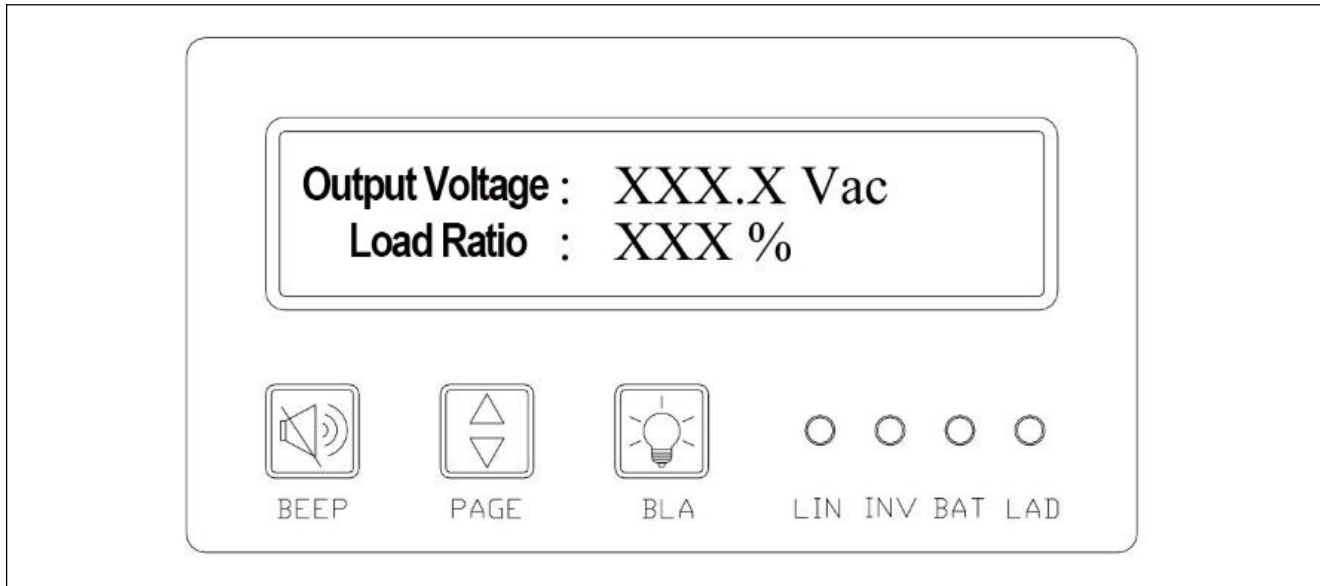 Output Voltage : XXX.X Vac
Load Ratio : XXX %
BEEP PAGE BLA LIN INV BAT LAD